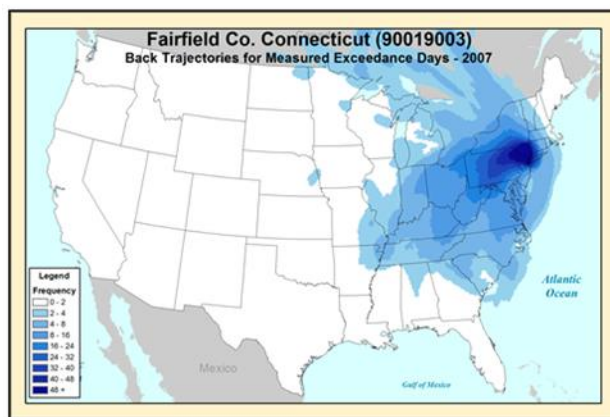 Fairfield Co. Connecticut (90019003)
Back Trajectories for Measured Exceedance Days - 2007
Legend
Frequency
0 - 2
2 - 4
4 - 8
8 - 16
16 - 24
24 - 32
32 - 40
40 - 48
48 +
Atlantic
Ocean
Mexico
Gulf of Mexico